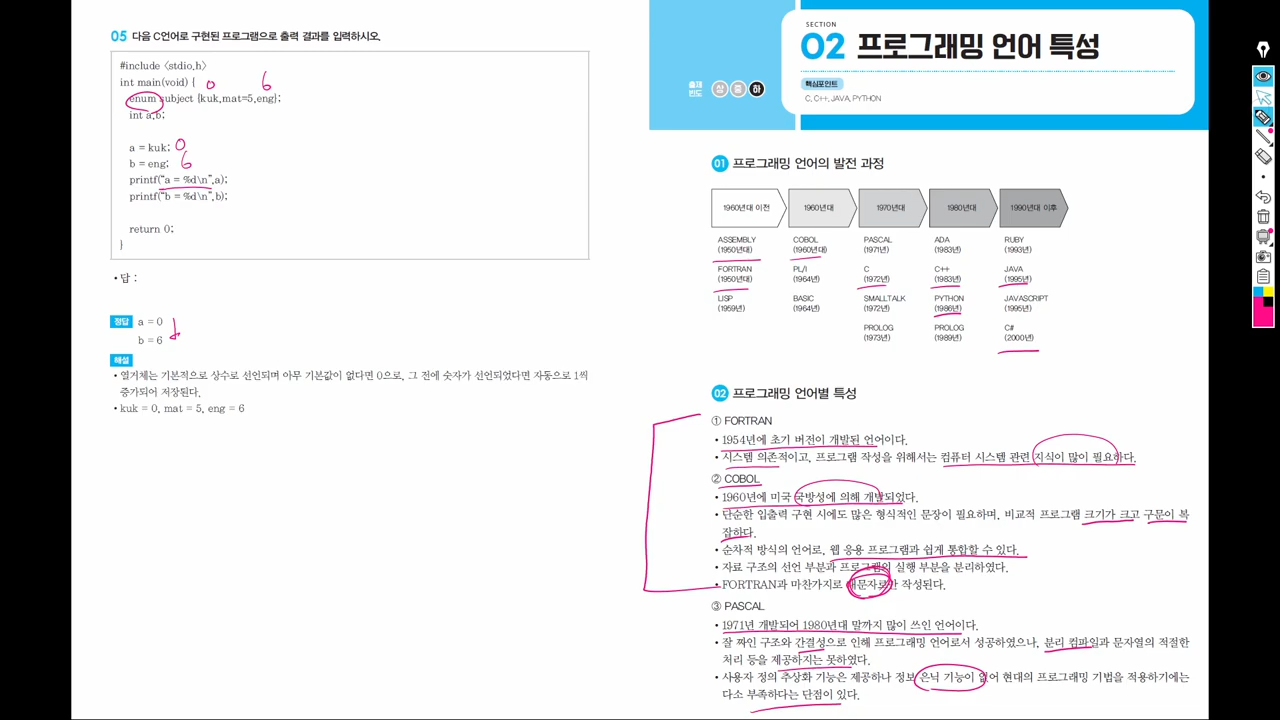 05 다음 C언어로 구현된 프로그램으로 출력 결과를 입력하시오.
#include <stdio.h>
int main(void) {
0 6
enum subject {kuk,mat=5,eng};
int a,b;
a = kuk; 0
b = eng; 6
printf("a = %d\n",a);
printf("b = %d\n",b);
return 0;
}
• 답 :
정답 a = 0
b = 6
해설
• 열거체는 기본적으로 상수로 선언되며 아무 기본값이 없다면 0으로, 그 전에 숫자가 선언되었다면 자동으로 1씩
증가되어 저장된다.
• kuk = 0, mat = 5, eng = 6
SECTION
02 프로그래밍 언어 특성
출제
빈도 상 중 하
핵심포인트
C, C++, JAVA, PYTHON
01 프로그래밍 언어의 발전 과정
1960년대 이전 1960년대 1970년대 1980년대 1990년대 이후
ASSEMBLY COBOL PASCAL ADA RUBY
(1950년대) (1960년대) (1971년) (1983년) (1993년)
FORTRAN PL/I C C++ JAVA
(1950년대) (1964년) (1972년) (1983년) (1995년)
LISP BASIC SMALLTALK PYTHON JAVASCRIPT
(1959년) (1964년) (1972년) (1986년) (1995년)
PROLOG PROLOG C#
(1973년) (1989년) (2000년)
02 프로그래밍 언어별 특성
① FORTRAN
• 1954년에 초기 버전이 개발된 언어이다.
• 시스템 의존적이고, 프로그램 작성을 위해서는 컴퓨터 시스템 관련 지식이 많이 필요하다.
② COBOL
• 1960년에 미국 국방성에 의해 개발되었다.
• 단순한 입출력 구현 시에도 많은 형식적인 문장이 필요하며, 비교적 프로그램 크기가 크고 구문이 복
잡하다.
• 순차적 방식의 언어로, 웹 응용 프로그램과 쉽게 통합할 수 있다.
• 자료 구조의 선언 부분과 프로그램의 실행 부분을 분리하였다.
• FORTRAN과 마찬가지로 대문자로만 작성된다.
③ PASCAL
• 1971년 개발되어 1980년대 말까지 많이 쓰인 언어이다.
• 잘 짜인 구조와 간결성으로 인해 프로그래밍 언어로서 성공하였으나, 분리 컴파일과 문자열의 적절한
처리 등을 제공하지는 못하였다.
• 사용자 정의 추상화 기능은 제공하나 정보 은닉 기능이 없어 현대의 프로그래밍 기법을 적용하기에는
다소 부족하다는 단점이 있다.